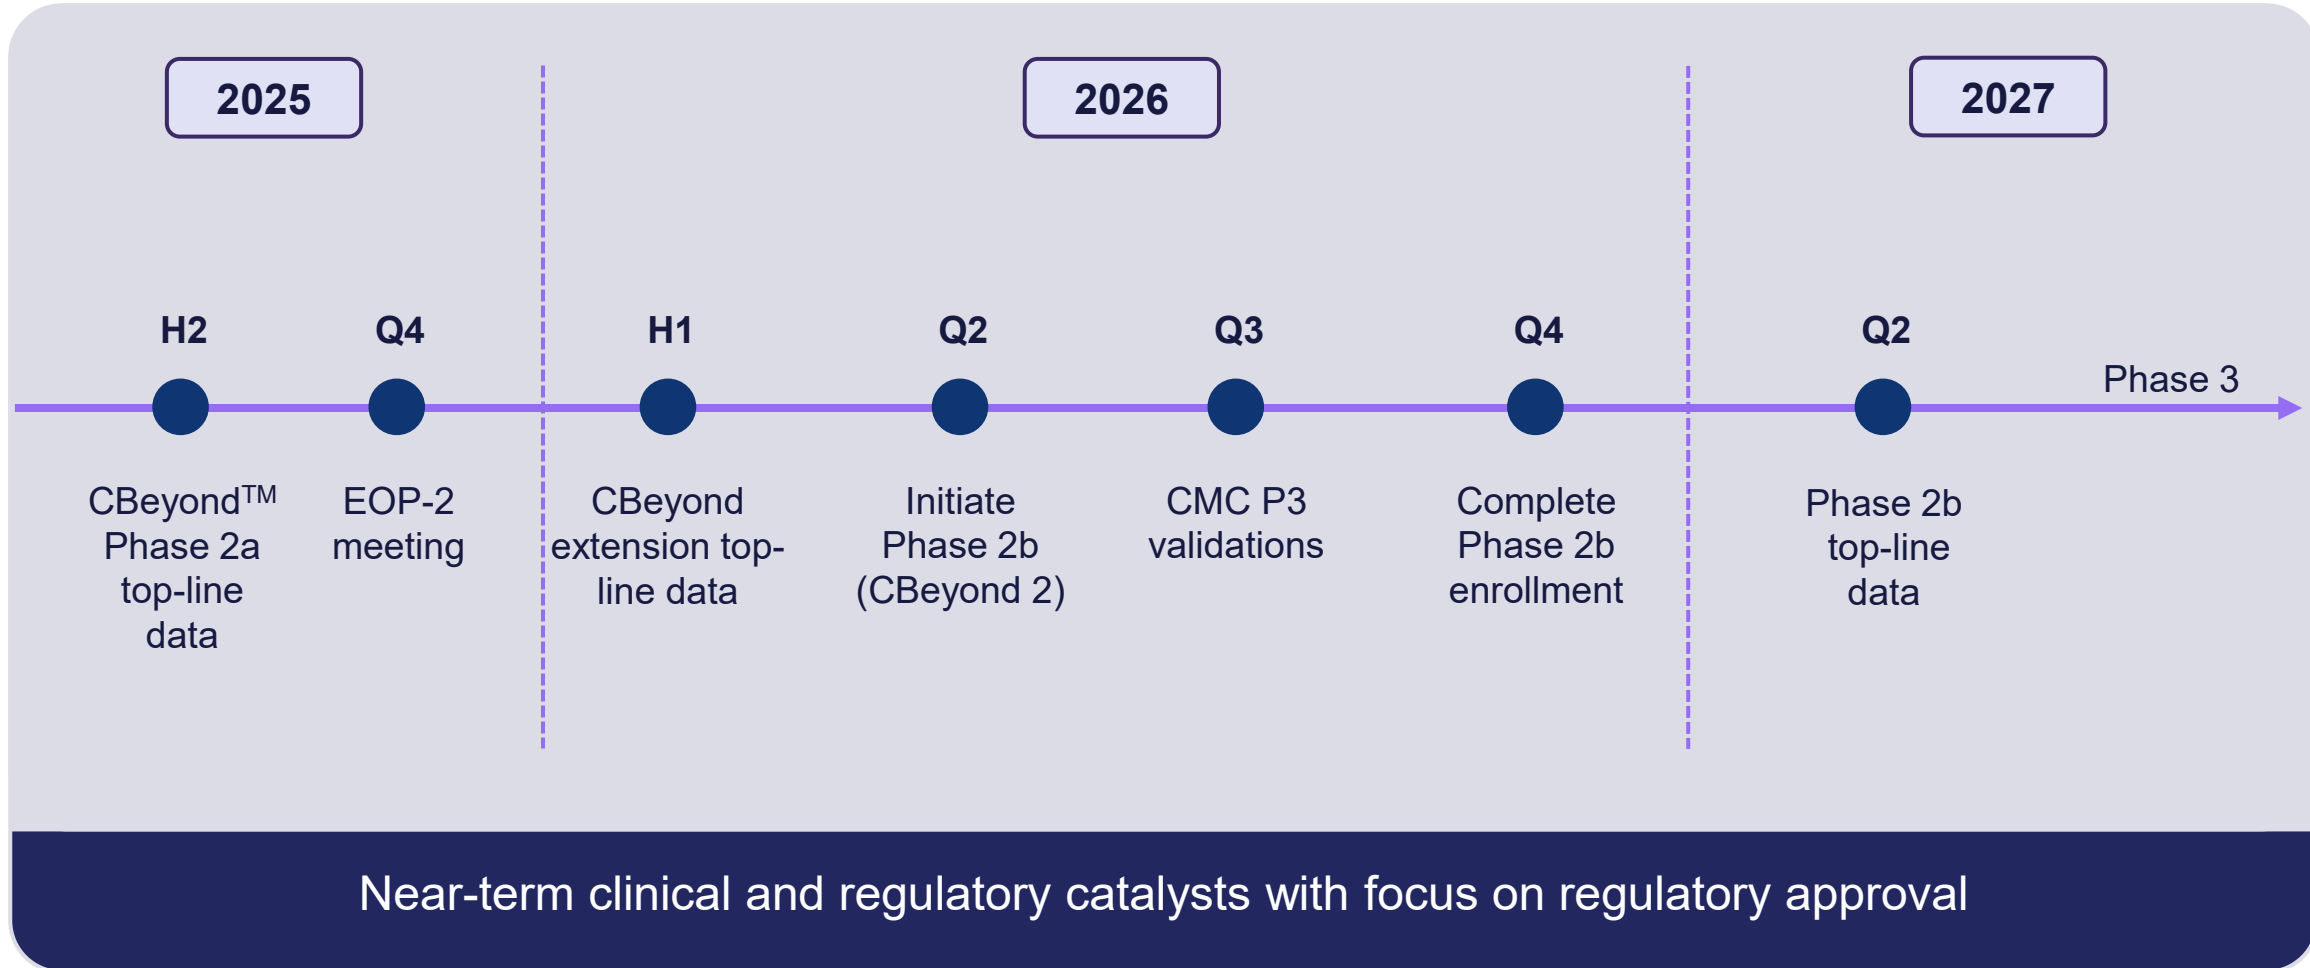 2025
2026
2027
H2
Q4
H1
Q2
Q3
Q4
Q2
Phase 3
CBeyond™
Phase 2a
top-line
data
EOP-2
meeting
CBeyond
extension top-
line data
Initiate
Phase 2b
(CBeyond 2)
CMC P3
validations
Complete
Phase 2b
enrollment
Phase 2b
top-line
data
Near-term clinical and regulatory catalysts with focus on regulatory approval